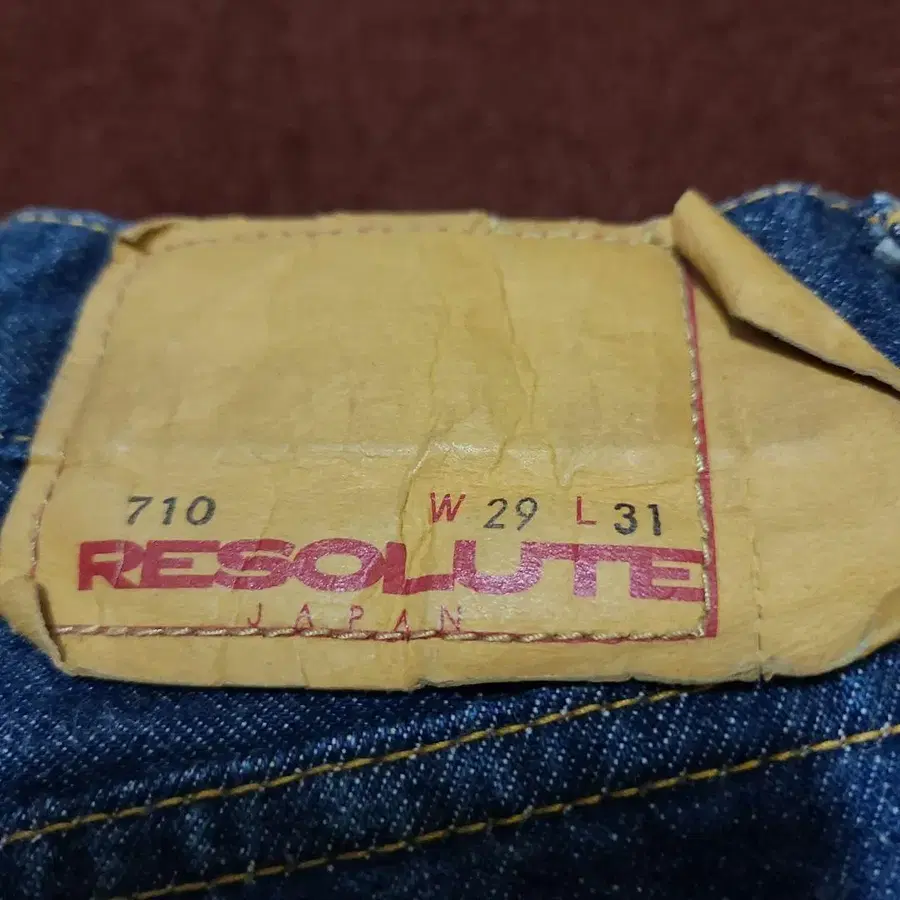 710 W 29 L 31
RESOLUTE
JAPAN